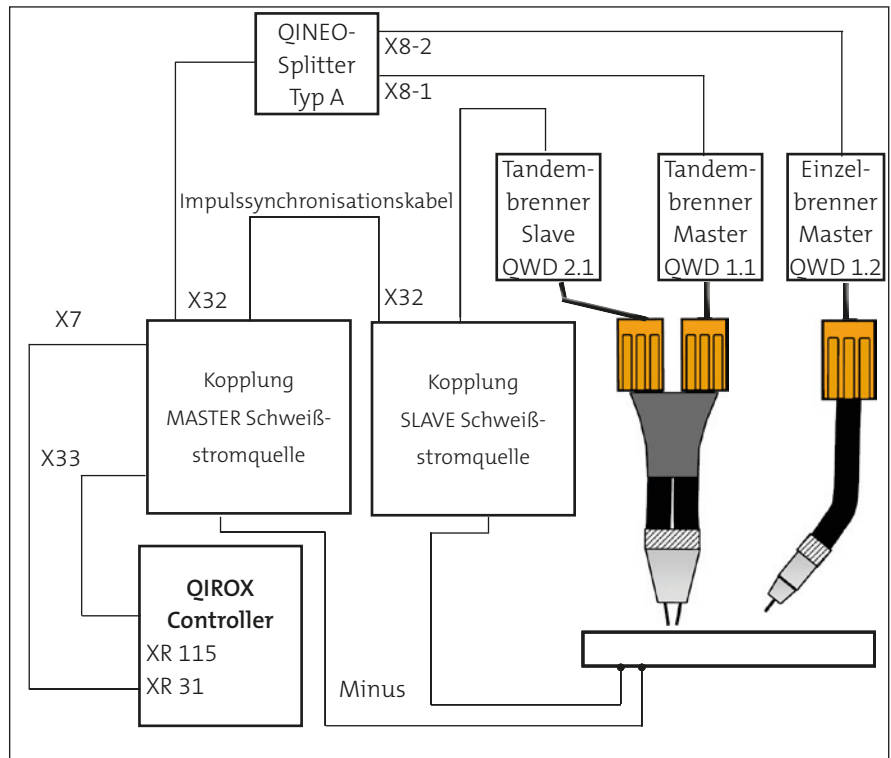 QINEO-
Splitter
Typ A
X8-2
X8-1
Tandem-
brenner
Slave
QWD 2.1
Tandem-
brenner
Master
QWD 1.1
Einzel-
brenner
Master
QWD 1.2
Impulssynchronisationskabel
X32
X32
X7
Kopplung
MASTER Schweiß-
stromquelle
Kopplung
SLAVE Schweiß-
stromquelle
X33
QIROX
Controller
XR 115
XR 31
Minus